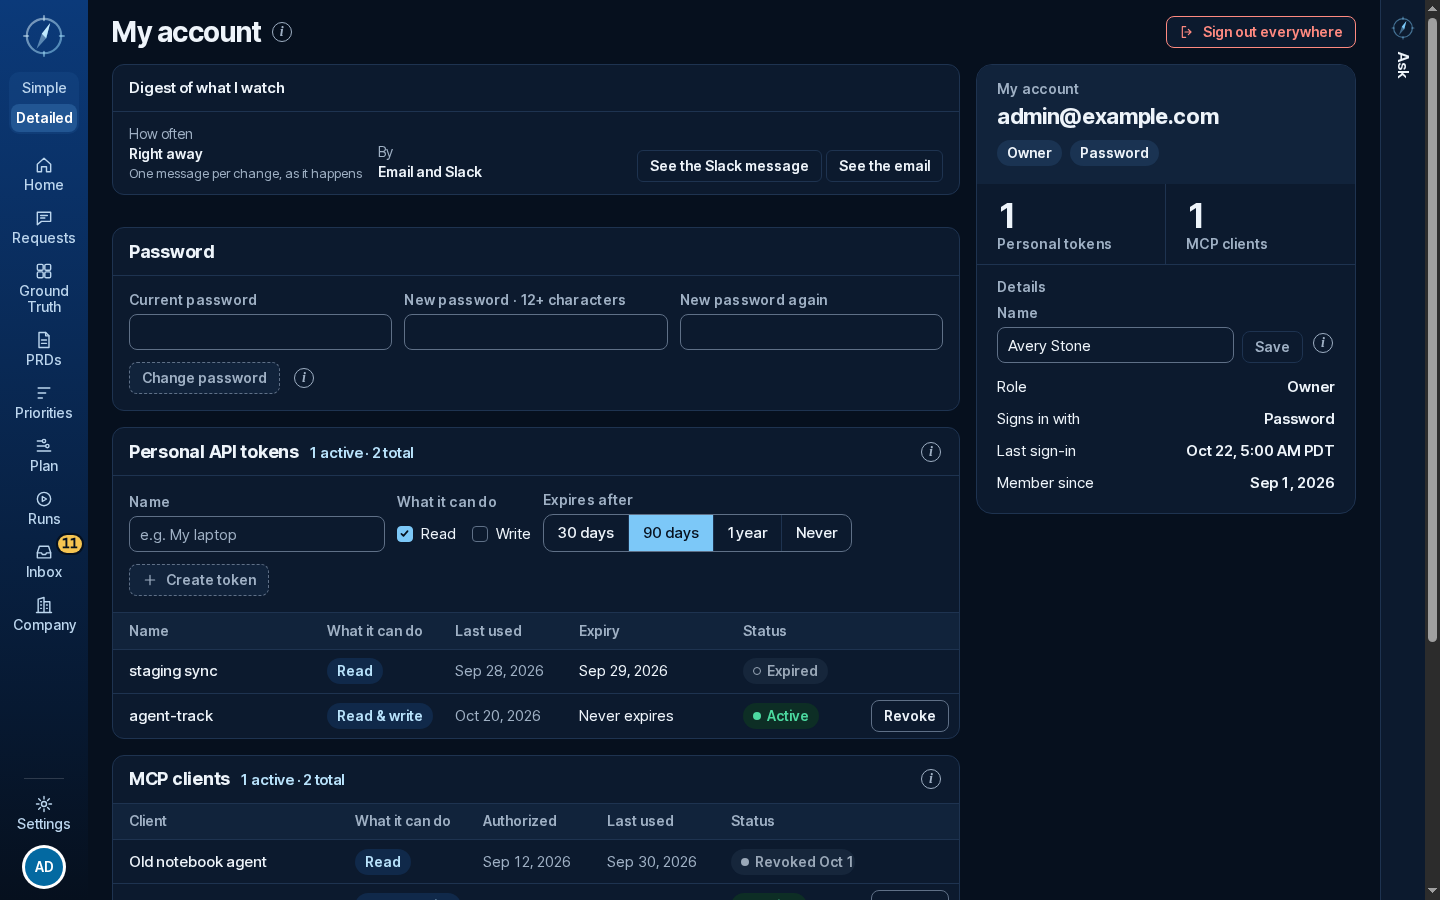 Simple
Detailed
Home
Requests
Ground
Truth
PRDs
Priorities
Plan
Runs
11
Inbox
Company
Settings
AD
My account i
Sign out everywhere
Digest of what I watch
How often
Right away
One message per change, as it happens
By
Email and Slack
See the Slack message
See the email
Password
Current password
New password · 12+ characters
New password again
Change password i
Personal API tokens 1 active · 2 total i
Name
What it can do
Expires after
e.g. My laptop
Read
Write
30 days
90 days
1 year
Never
Create token
Name What it can do Last used Expiry Status
staging sync Read Sep 28, 2026 Sep 29, 2026 Expired
agent-track Read & write Oct 20, 2026 Never expires Active Revoke
MCP clients 1 active · 2 total i
Client What it can do Authorized Last used Status
Old notebook agent Read Sep 12, 2026 Sep 30, 2026 Revoked Oct 1
My account
admin@example.com
Owner Password
1
Personal tokens
1
MCP clients
Details
Name
Avery Stone
Save i
Role Owner
Signs in with Password
Last sign-in Oct 22, 5:00 AM PDT
Member since Sep 1, 2026
Ask